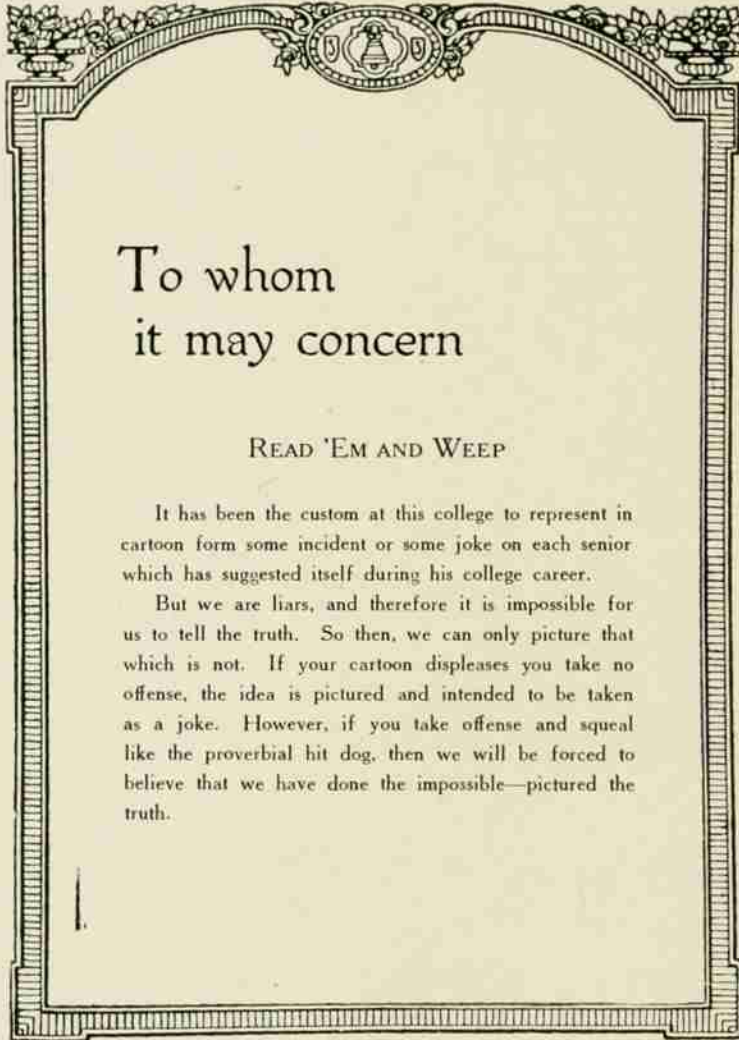 To whom
it may concern
READ 'EM AND WEEP
It has been the custom at this college to represent in
cartoon form some incident or some joke on each senior
which has suggested itself during his college career.
But we are liars, and therefore it is impossible for
us to tell the truth. So then, we can only picture that
which is not. If your cartoon displeases you take no
offense, the idea is pictured and intended to be taken
as a joke. However, if you take offense and squeal
like the proverbial hit dog, then we will be forced to
believe that we have done the impossible—pictured the
truth.